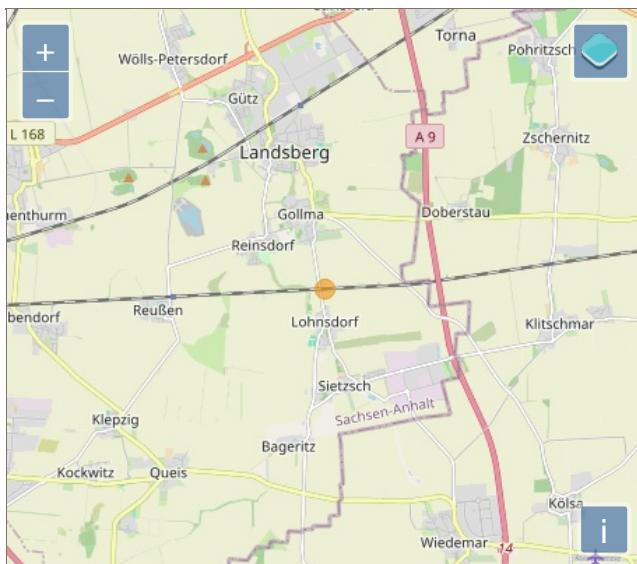 Torna
Pohritzsch
Wölls-Petersdorf
+
−
Gütz
L 168
A 9
Zschernitz
Landsberg
Gollma
Doberstau
Reinsdorf
Reußen
Lohnsdorf
Klitschmar
Sietzsch
Sachsen-Anhalt
Klepzig
Bageritz
Kockwitz
Queis
Kölsa
Wiedemar
14
i